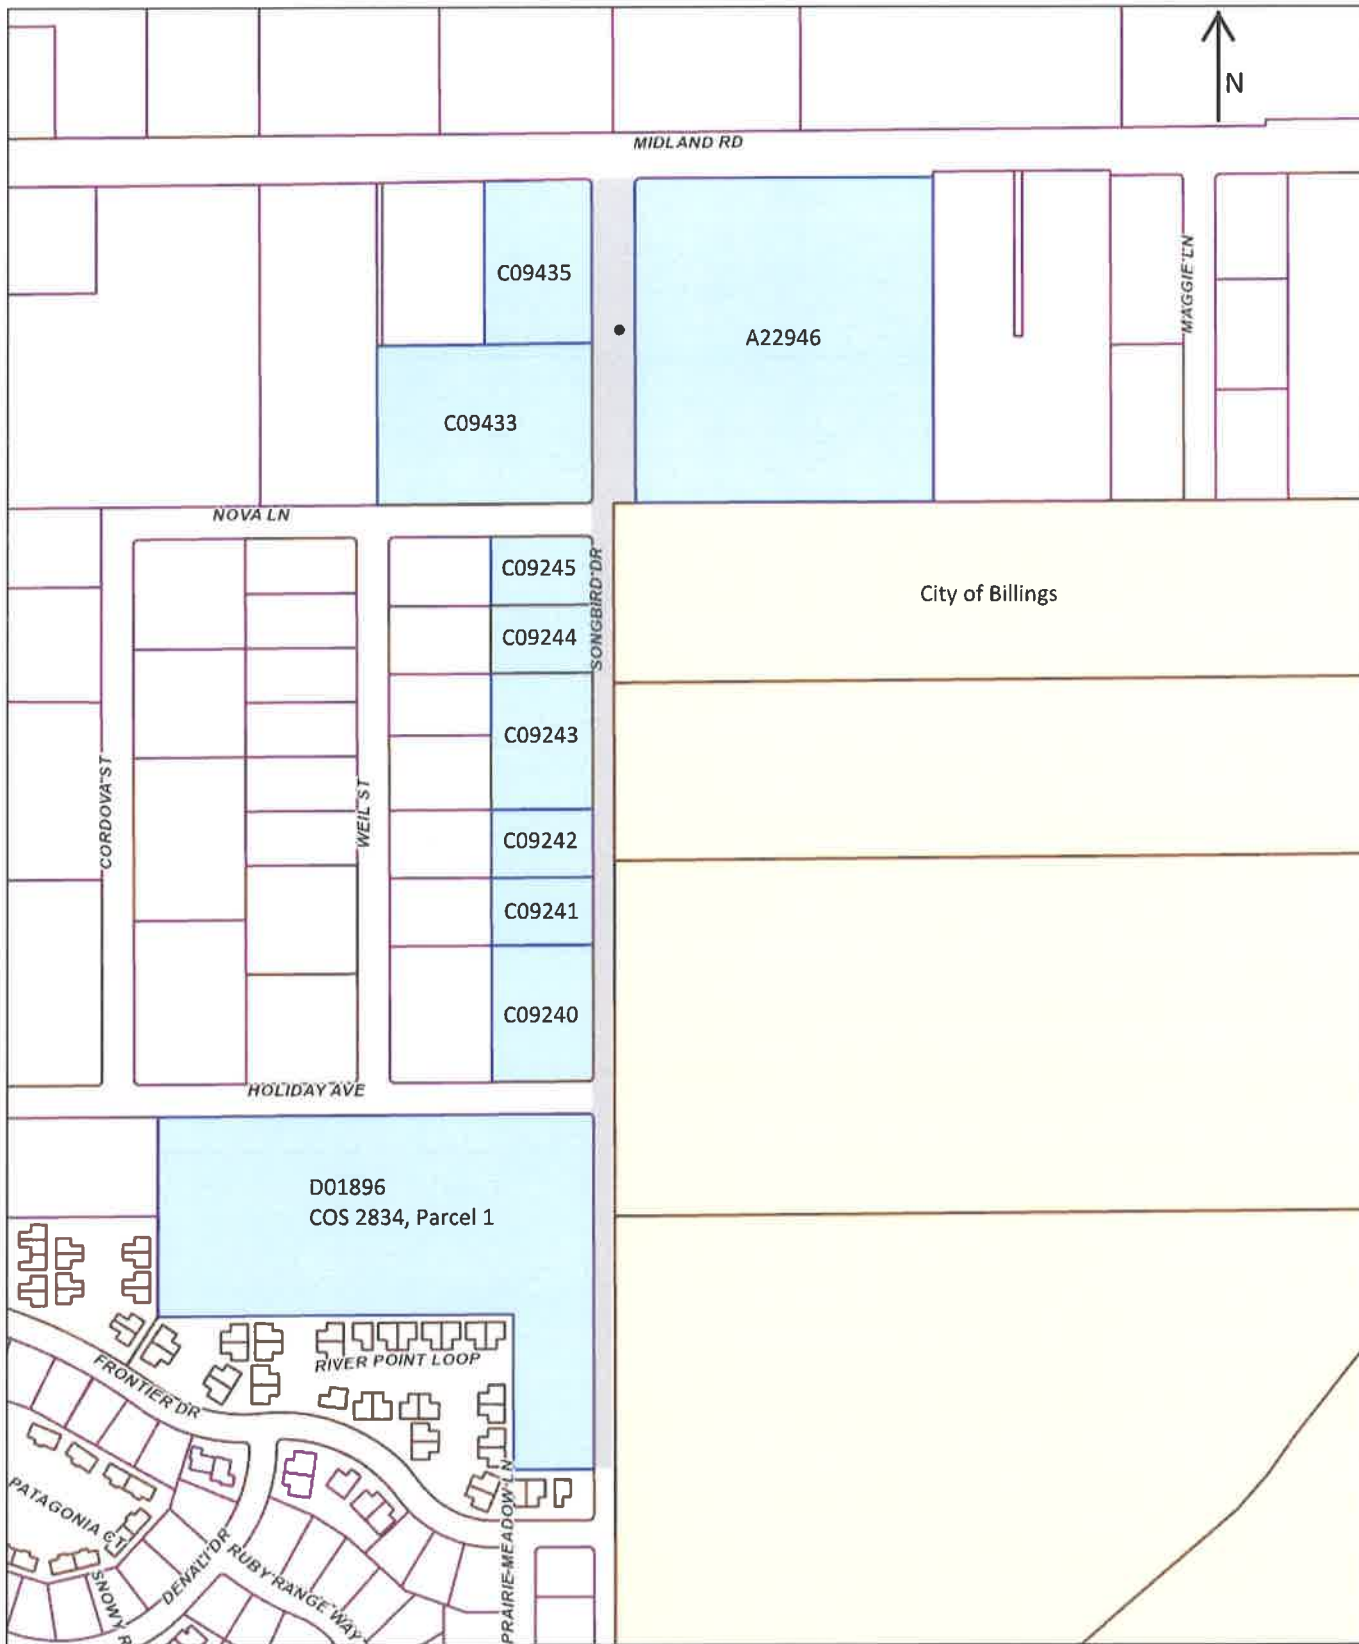 N
MIDLAND RD
C09435
MAGGIE LN
A22946
C09433
NOVA LN
C09245
SONGBIRD DR
City of Billings
C09244
C09243
CORDOVA ST
WEIL ST
C09242
C09241
C09240
HOLIDAY AVE
D01896
COS 2834, Parcel 1
RIVER POINT LOOP
FRONTIER DR
PATAGONIA CT
PRAIRIE MEADOW LN
DENALI DR
RUBY RANGE WAY
SNOWY R